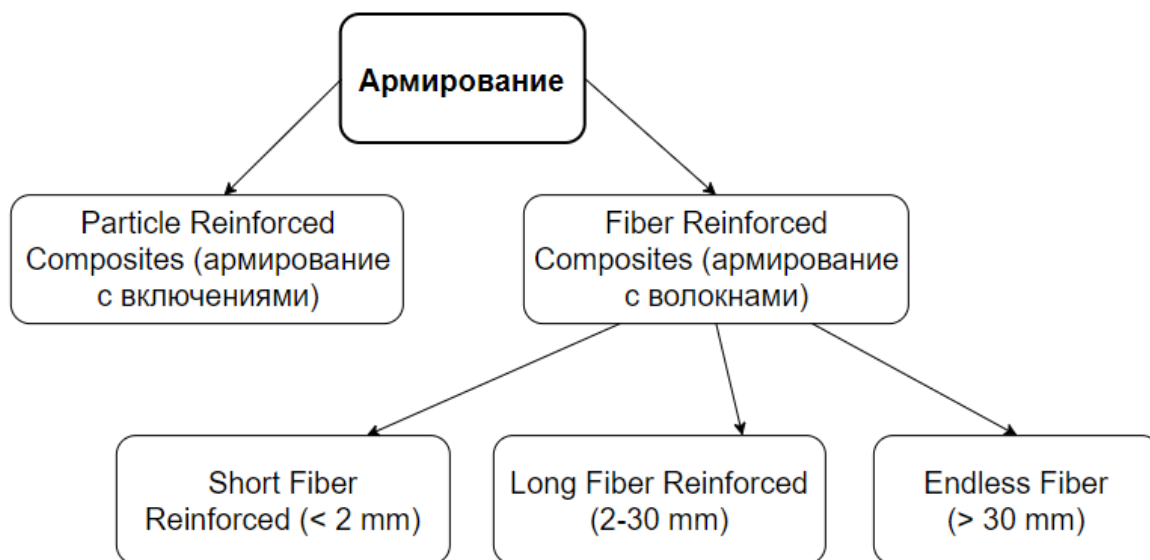 Армирование
Particle Reinforced
Composites (армирование
с включениями)
Fiber Reinforced
Composites (армирование
с волокнами)
Short Fiber
Reinforced (< 2 mm)
Long Fiber Reinforced
(2-30 mm)
Endless Fiber
(> 30 mm)